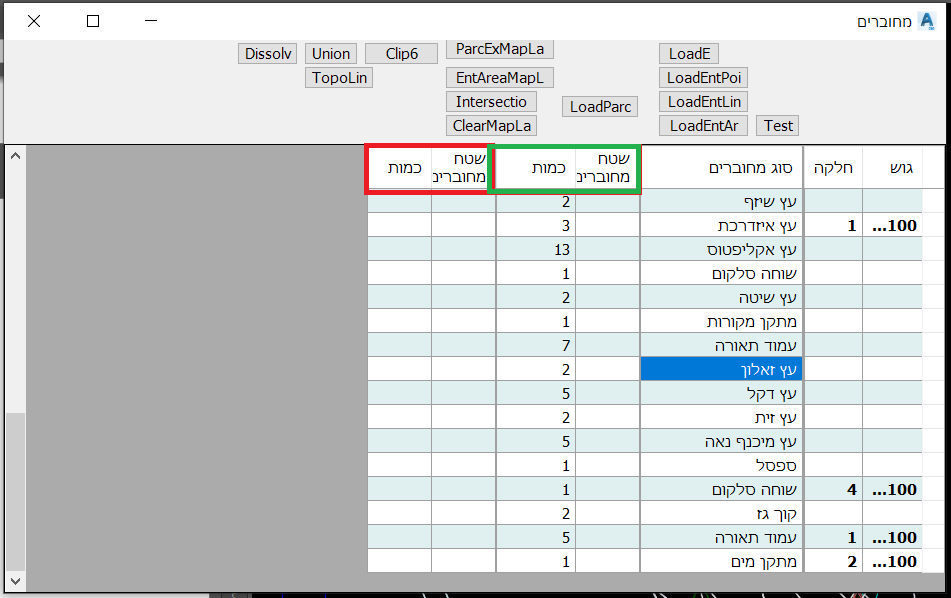 מחוברים
Dissolv Union Clip6 ParcExMapLa LoadE
TopoLin EntAreaMapL LoadEntPoi
Intersectio LoadParc LoadEntLin
ClearMapLa LoadEntAr Test
גוש חלקה סוג מחוברים שטח מחוברים כמות שטח מחוברים כמות
עץ שיזף 2
100... 1 עץ איזדרכת 3
עץ אקליפטוס 13
שוחה סלקום 1
עץ שיטה 2
מתקן מקורות 1
עמוד תאורה 7
עץ זאלוך 2
עץ דקל 5
עץ זית 2
עץ מיכנף נאה 5
ספסל 1
100... 4 שוחה סלקום 1
קוך גז 2
100... 1 עמוד תאורה 5
100... 2 מתקן מים 1